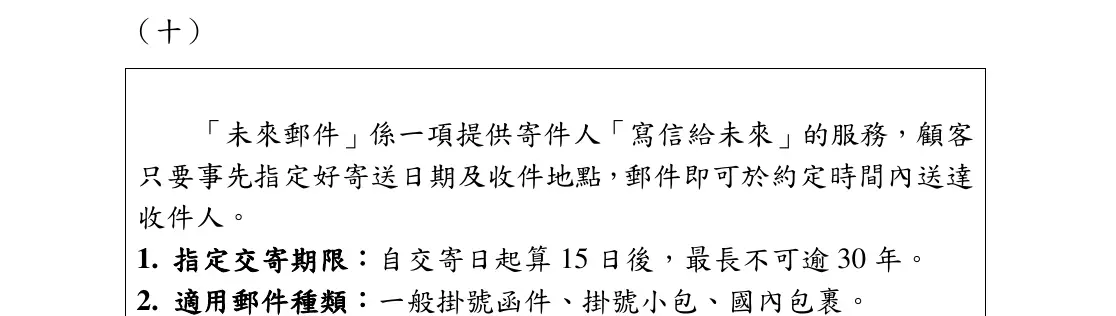 （十）
「未來郵件」係一項提供寄件人「寫信給未來」的服務，顧客
只要事先指定好寄送日期及收件地點，郵件即可於約定時間內送達
收件人。
1. 指定交寄期限：自交寄日起算 15 日後，最長不可逾 30 年。
2. 適用郵件種類：一般掛號函件、掛號小包、國內包裹。